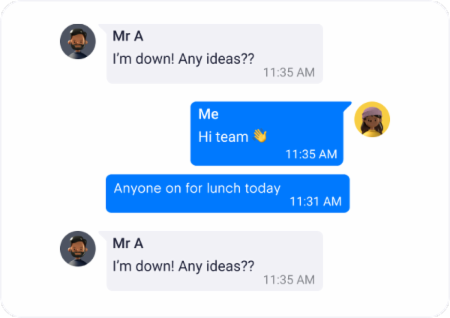 Mr A
I'm down! Any ideas??
11:35 AM
Me
Hi team 👋
11:35 AM
Anyone on for lunch today
11:31 AM
Mr A
I'm down! Any ideas??
11:35 AM